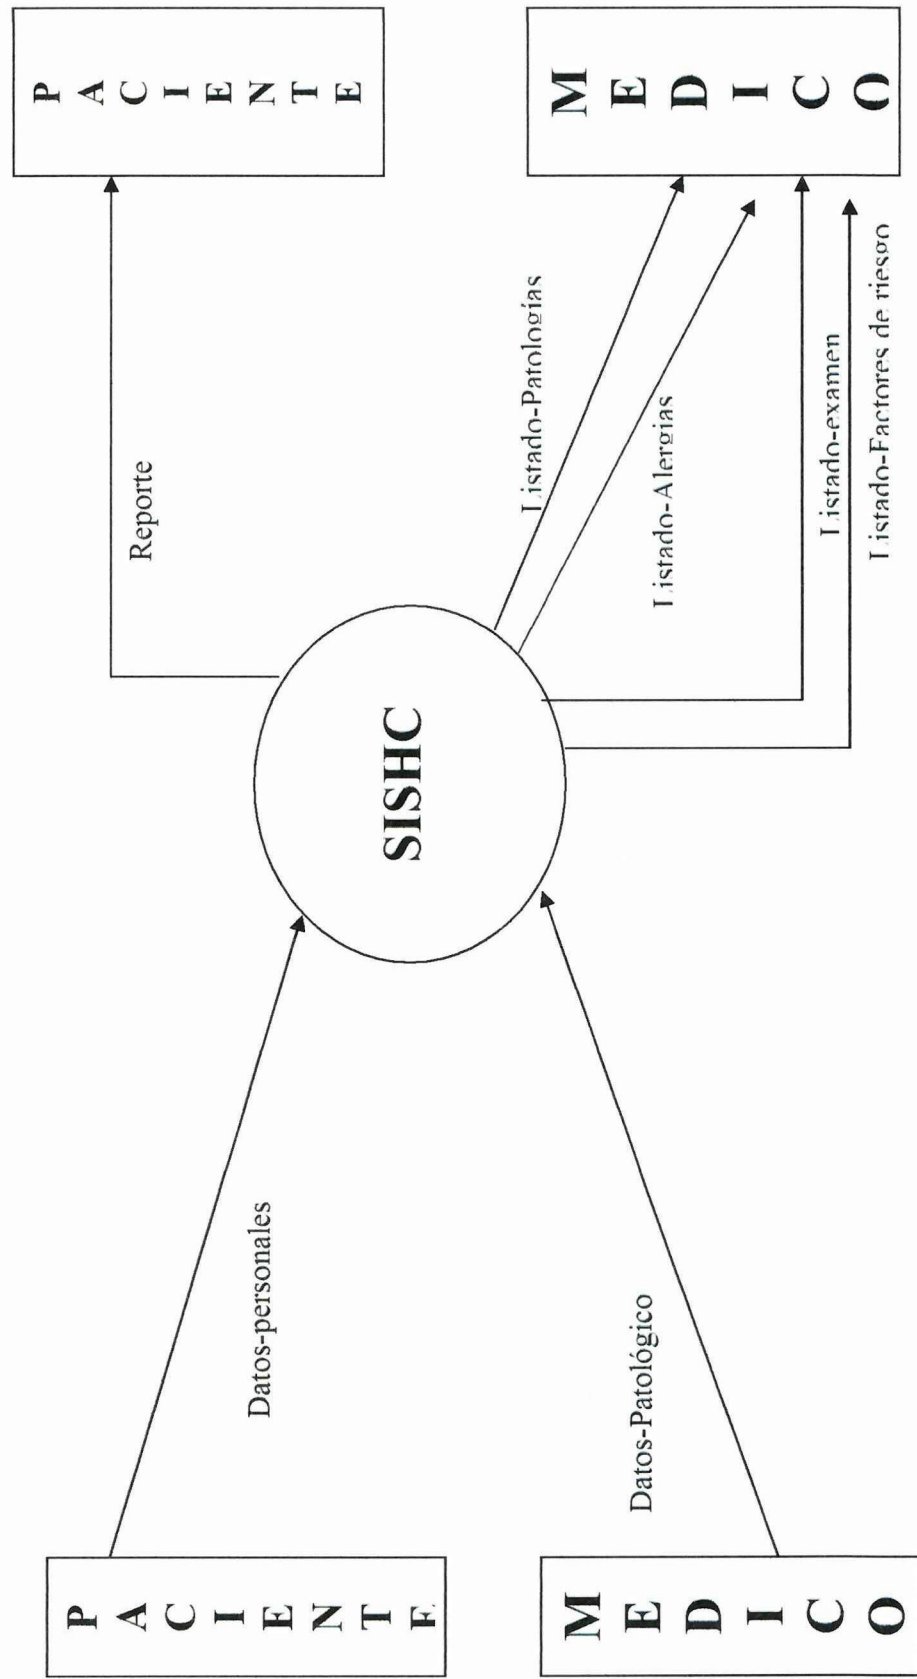 PACIENTE
Datos-personales
MEDICO
Datos-Patológico
SISHC
Reporte
PACIENTE
Listado-Patologías
Listado-Alergias
Listado-examen
Listado-Factores de riesgo
MEDICO